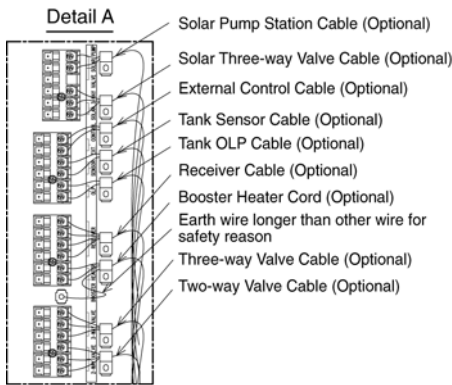 Detail A
Solar Pump Station Cable (Optional)
Solar Three-way Valve Cable (Optional)
External Control Cable (Optional)
Tank Sensor Cable (Optional)
Tank OLP Cable (Optional)
Receiver Cable (Optional)
Booster Heater Cord (Optional)
Earth wire longer than other wire for
safety reason
Three-way Valve Cable (Optional)
Two-way Valve Cable (Optional)